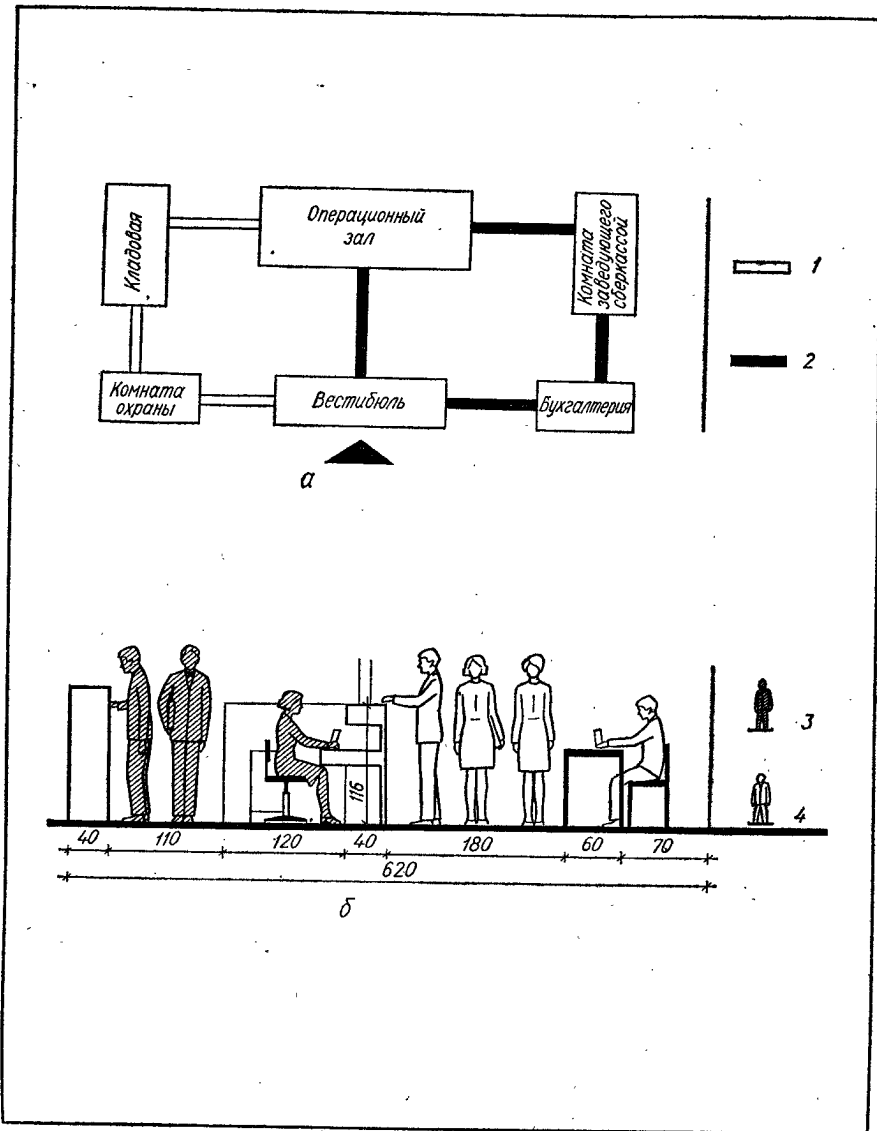 Кладовая
Операционный
зал
Комната
заведующего
сберкассой
1
2
Комната
охраны
Вестибюль
Бухгалтерия
а
3
4
116
40 110 120 40 180 60 70
620
б